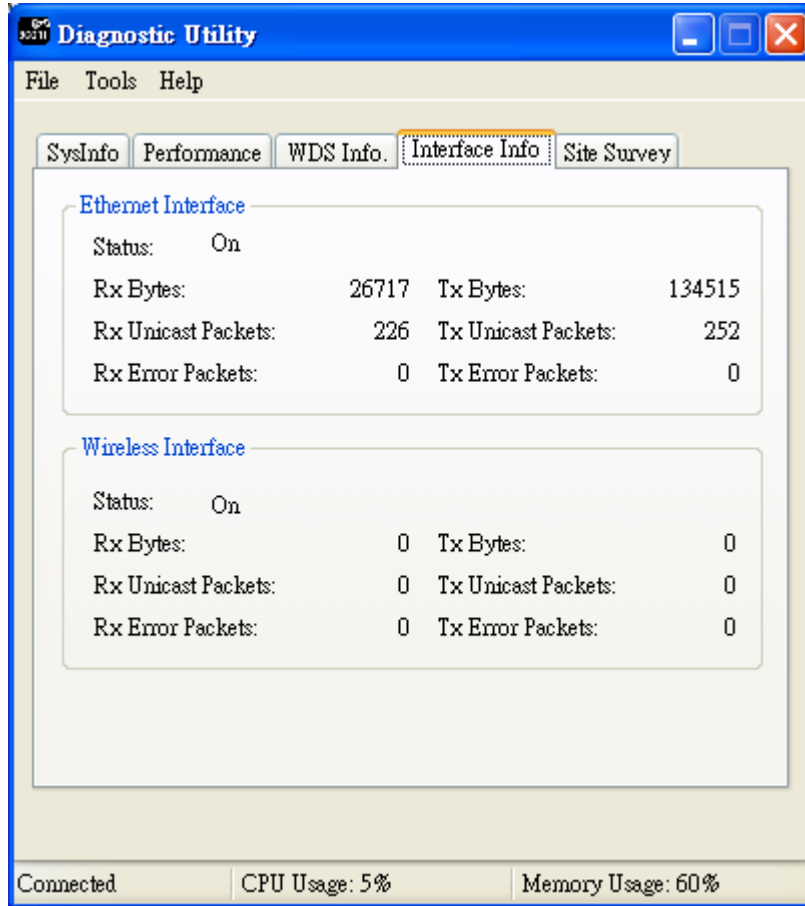 Diagnostic Utility
File Tools Help
SysInfo Performance WDS Info. Interface Info Site Survey
Ethernet Interface
Status: On
Rx Bytes: 26717 Tx Bytes: 134515
Rx Unicast Packets: 226 Tx Unicast Packets: 252
Rx Error Packets: 0 Tx Error Packets: 0
Wireless Interface
Status: On
Rx Bytes: 0 Tx Bytes: 0
Rx Unicast Packets: 0 Tx Unicast Packets: 0
Rx Error Packets: 0 Tx Error Packets: 0
Connected CPU Usage: 5% Memory Usage: 60%